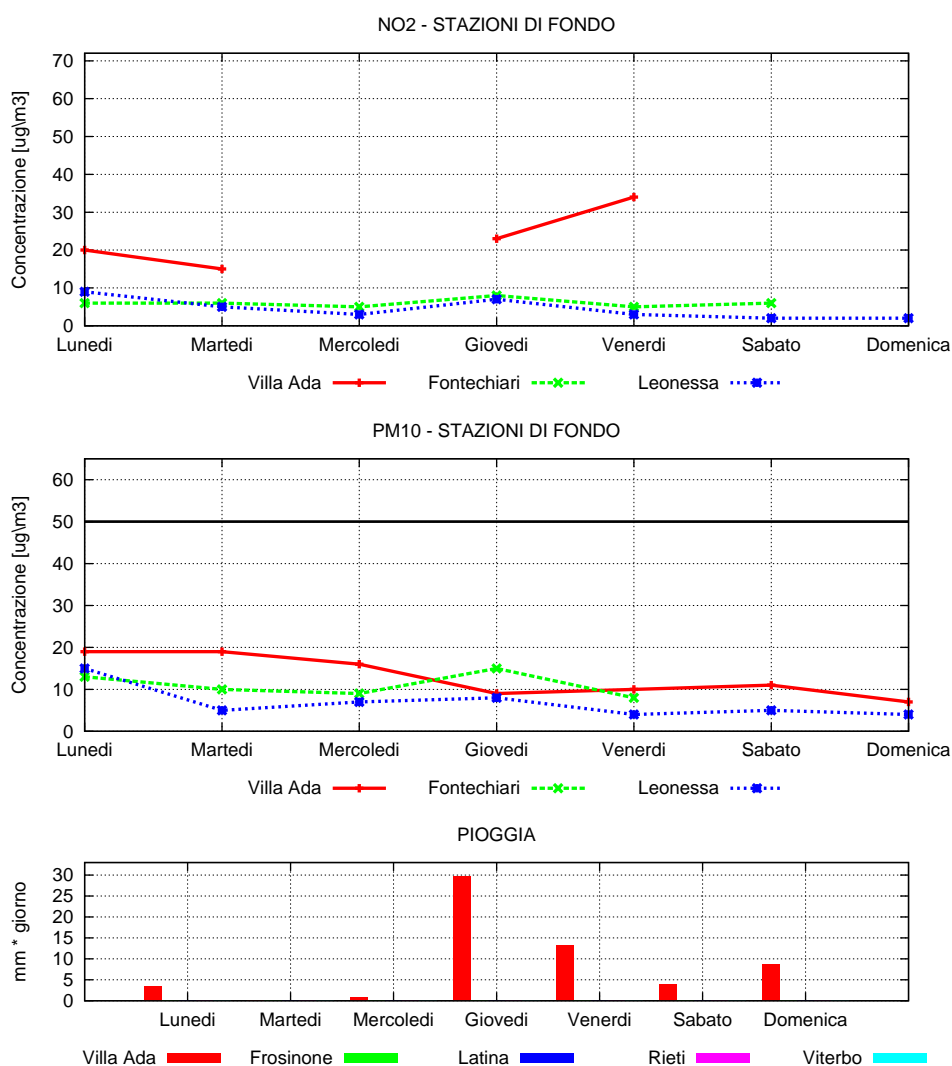 NO2 - STAZIONI DI FONDO
Concentrazione [ug\m3]
70
60
50
40
30
20
10
0
Lunedi Martedi Mercoledi Giovedi Venerdi Sabato Domenica
Villa Ada Fontechiari Leonessa
PM10 - STAZIONI DI FONDO
Concentrazione [ug\m3]
60
50
40
30
20
10
0
Lunedi Martedi Mercoledi Giovedi Venerdi Sabato Domenica
Villa Ada Fontechiari Leonessa
PIOGGIA
mm * giorno
30
25
20
15
10
5
0
Lunedi Martedi Mercoledi Giovedi Venerdi Sabato Domenica
Villa Ada Frosinone Latina Rieti Viterbo